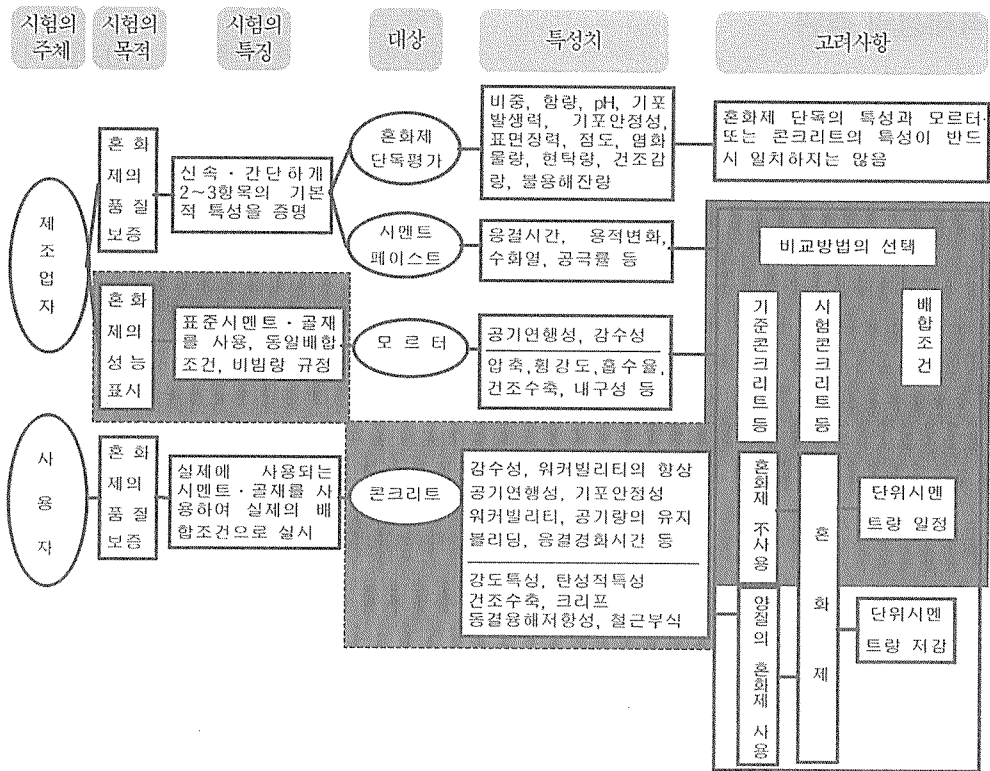 시험의
주체
시험의
목적
시험의
특징
대상
특성치
고려사항
제
조
업
자
혼 화
제의
품질
보증
신속·간단하게
2~3항목의 기본
적 특성을 증명
혼화제
단독평가
비중, 함량, pH, 기포
발생력, 기포안정성,
표면장력, 점도, 염화
물량, 현탁량, 건조감
량, 불용해잔량
혼화제 단독의 특성과 모르터·
또는 콘크리트의 특성이 반드
시 일치하지는 않음
시멘트
페이스트
응결시간, 용적변화,
수화열, 공극률 등
혼화
제의
성능
표시
표준시멘트·골재
를 사용, 동일배합
조건, 비빔량 규정
모르터
공기연행성, 감수성
압축,휨강도,흡수율,
건조수축, 내구성 등
비교방법의 선택
기준콘크리트등
시험콘크리트등
배합조건
사
용
자
혼화
제의
품질
보증
실제에 사용되는
시멘트·골재를 사
용하여 실제의 배
합조건으로 실시
콘크리트
감수성, 워커빌리티의 향상
공기연행성, 기포안정성
워커빌리티, 공기량의 유지
블리딩, 응결경화시간 등
강도특성, 탄성적특성
건조수축, 크리프
동결융해저항성, 철근부식
혼화제 不사용
양질의 혼화제 사용
혼
화
제
단위시멘
트량 일정
단위시멘
트량 저감